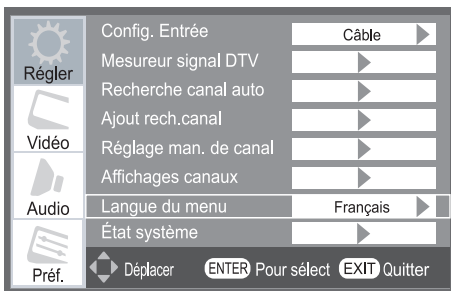 Régler
Vidéo
Audio
Préf.
Config. Entrée Câble
Mesureur signal DTV
Recherche canal auto
Ajout rech.canal
Réglage man. de canal
Affichages canaux
Langue du menu Français
État système
Déplacer ENTER Pour sélect EXIT Quitter